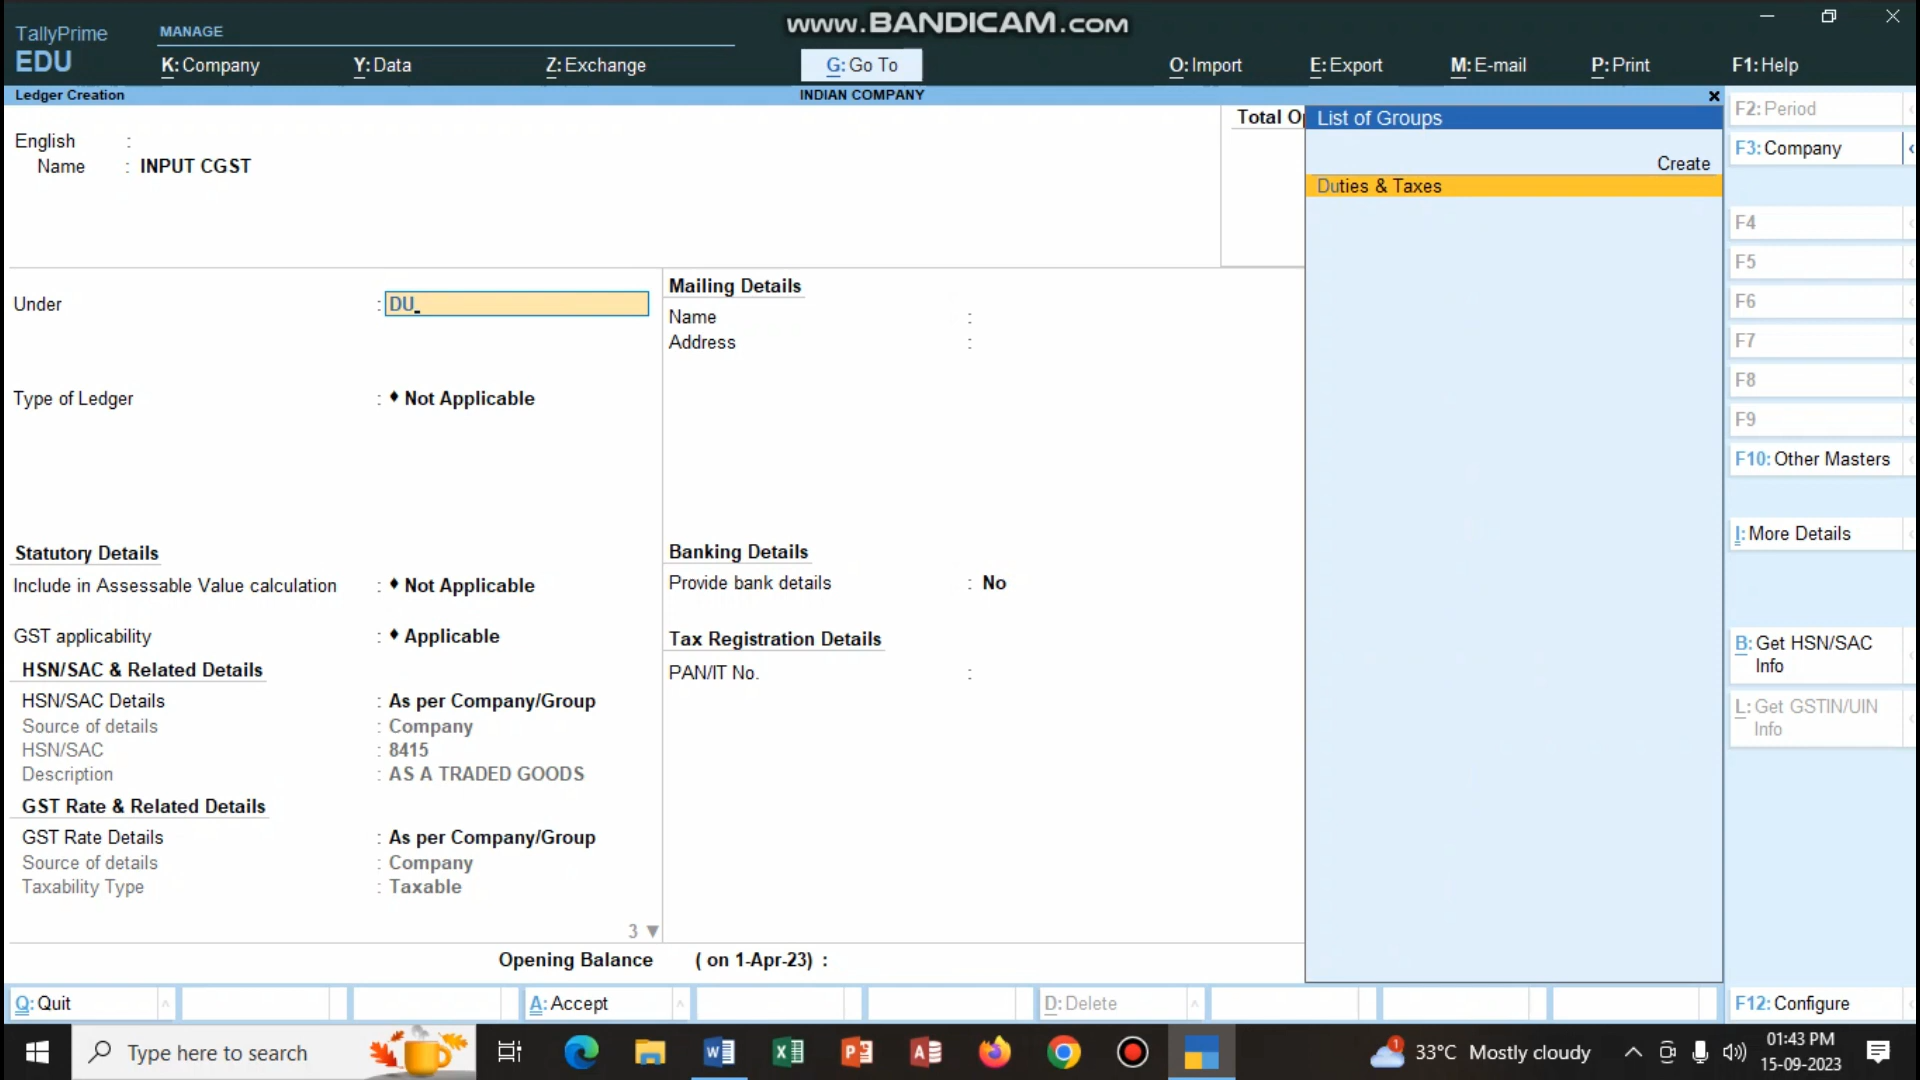 www.BANDICAM.com
TallyPrime
EDU
MANAGE
K: Company
Y: Data
Z: Exchange
G: Go To
O: Import
E: Export
M: E-mail
P: Print
F1: Help
Ledger Creation
INDIAN COMPANY
English :
Name : INPUT CGST
Total O
List of Groups
Create
Duties & Taxes
Under : DU
Type of Ledger : ♦ Not Applicable
Statutory Details
Include in Assessable Value calculation : ♦ Not Applicable
GST applicability : ♦ Applicable
HSN/SAC & Related Details
HSN/SAC Details : As per Company/Group
Source of details : Company
HSN/SAC : 8415
Description : AS A TRADED GOODS
GST Rate & Related Details
GST Rate Details : As per Company/Group
Source of details : Company
Taxability Type : Taxable
3 ▼
Mailing Details
Name :
Address :
Banking Details
Provide bank details : No
Tax Registration Details
PAN/IT No. :
Opening Balance ( on 1-Apr-23) :
F2: Period
F3: Company
F4
F5
F6
F7
F8
F9
F10: Other Masters
I: More Details
B: Get HSN/SAC
Info
L: Get GSTIN/UIN
Info
Q: Quit
A: Accept
D: Delete
F12: Configure
Type here to search
1
33°C Mostly cloudy
01:43 PM
15-09-2023